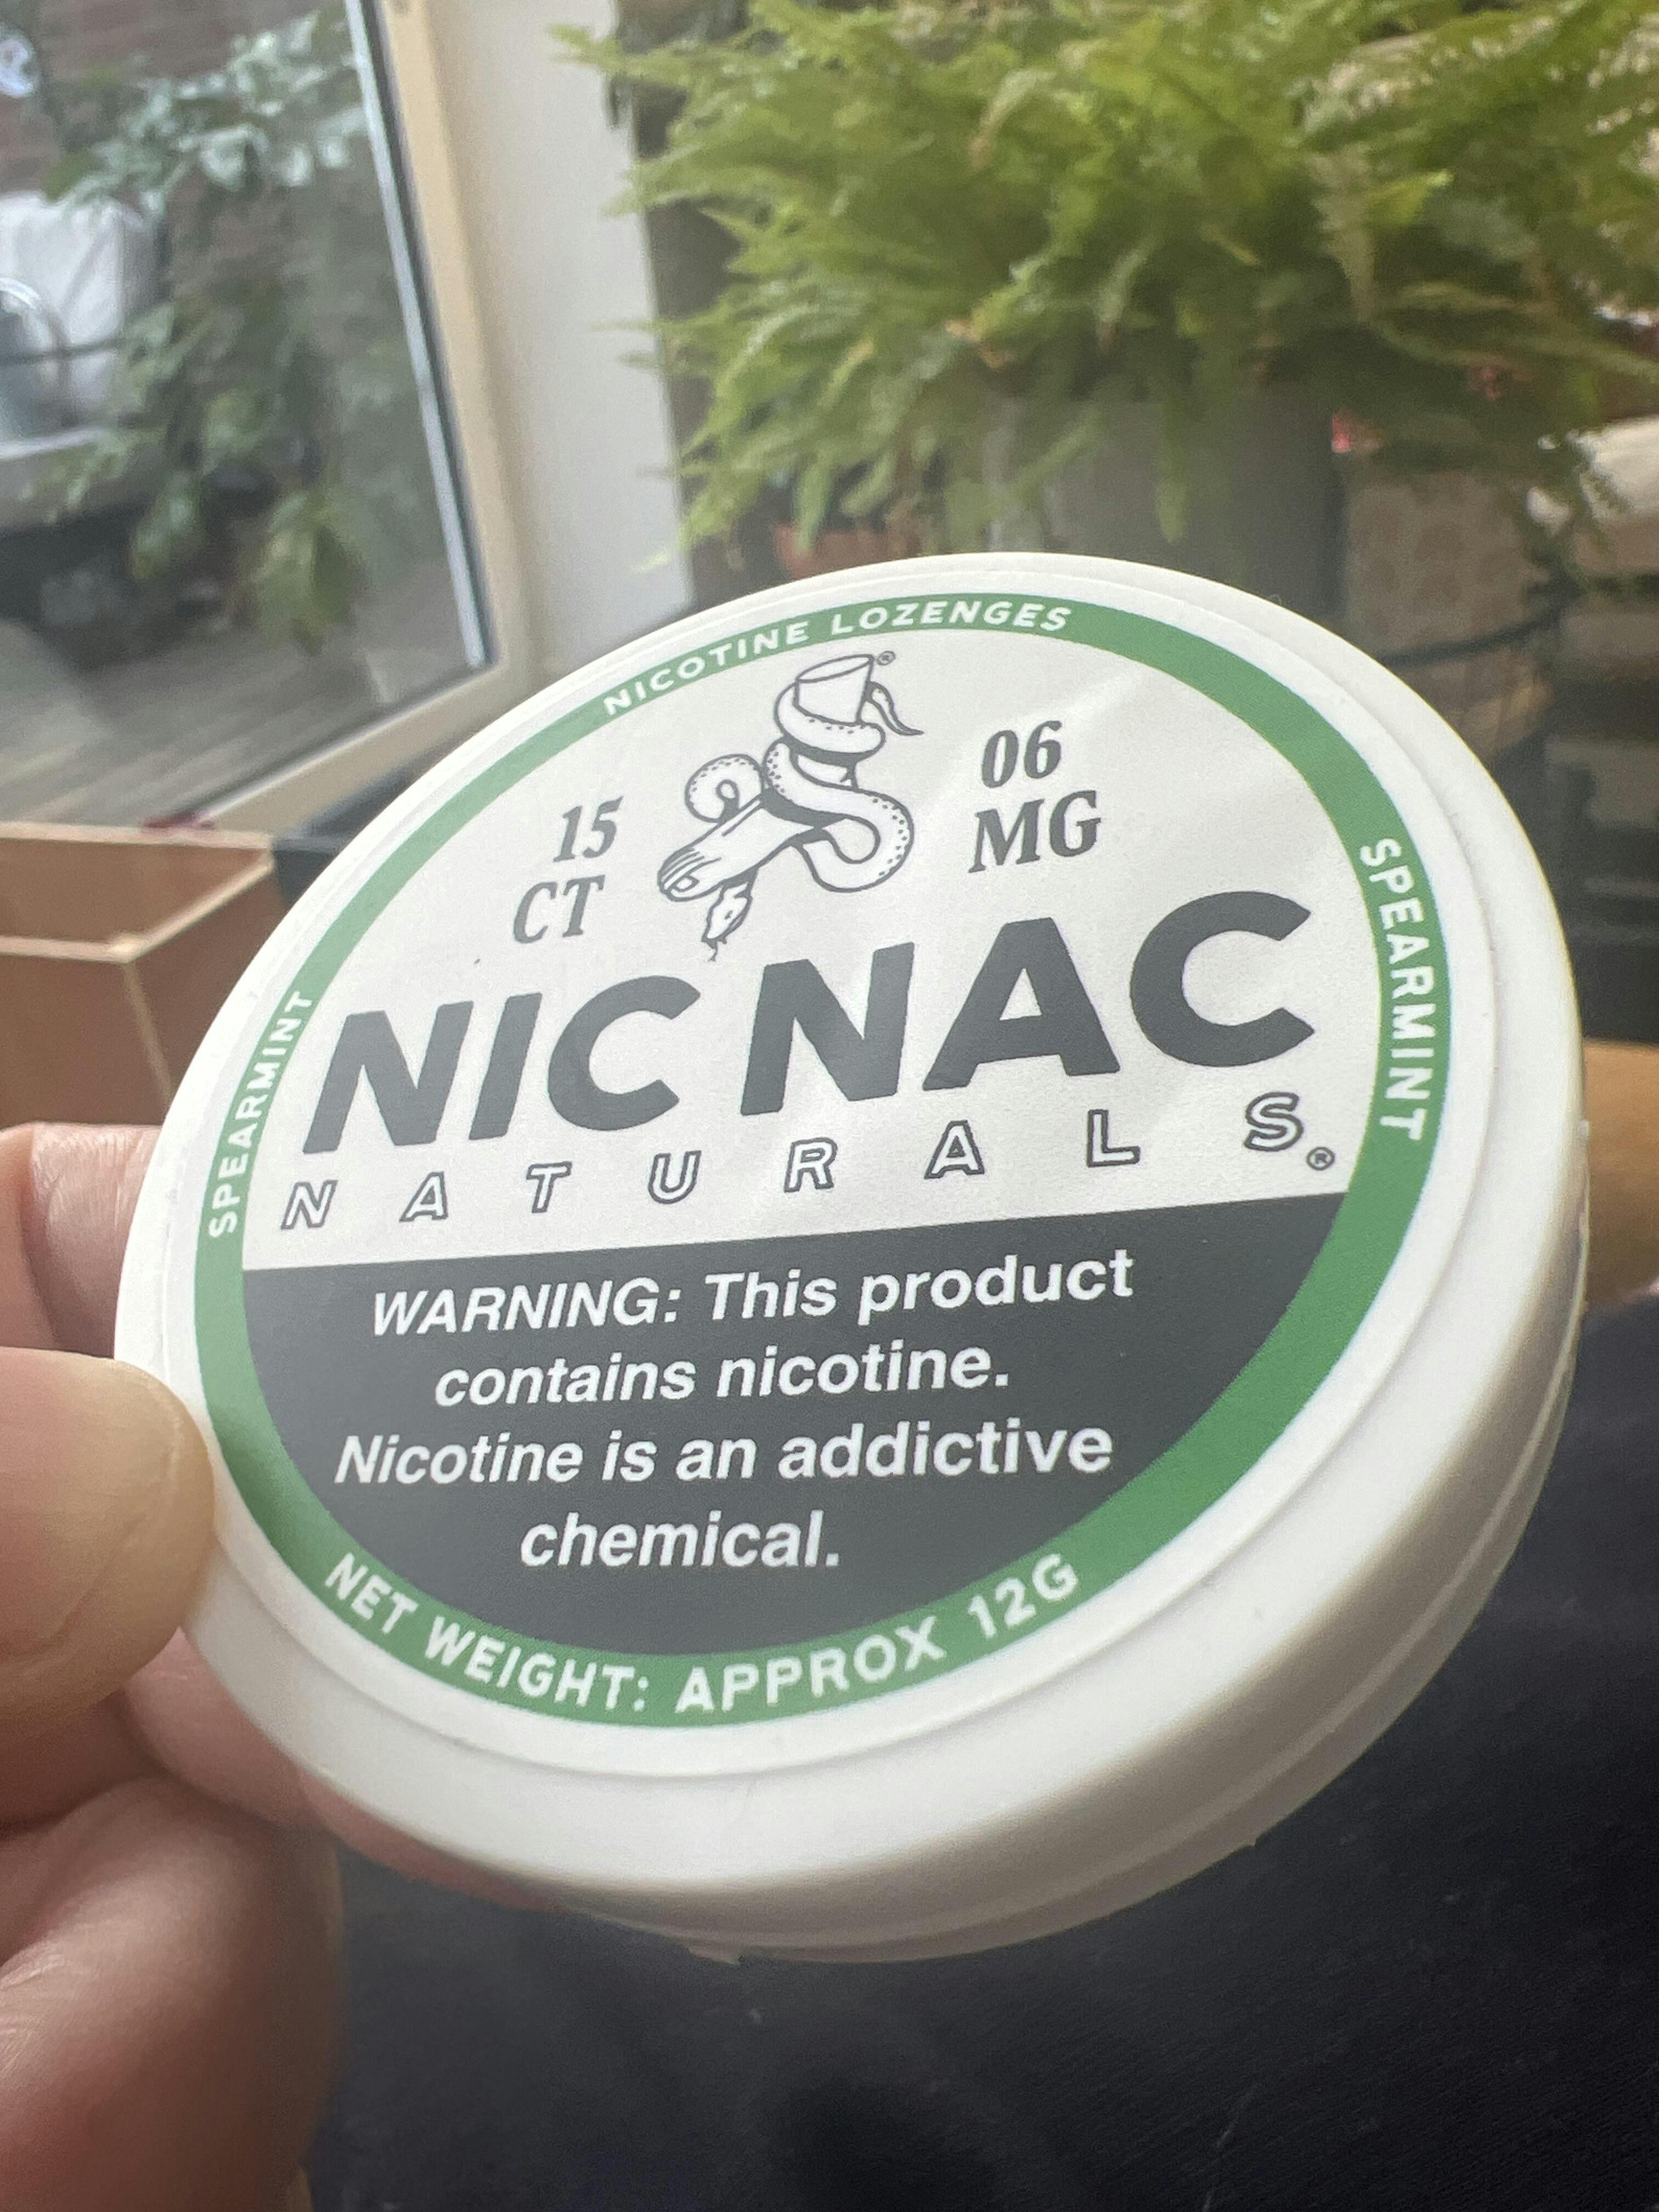 NICOTINE LOZENGES
®
15
CT
06
MG
NIC NAC
NATURALS®
SPEARMINT
SPEARMINT
WARNING: This product
contains nicotine.
Nicotine is an addictive
chemical.
NET WEIGHT: APPROX 12G